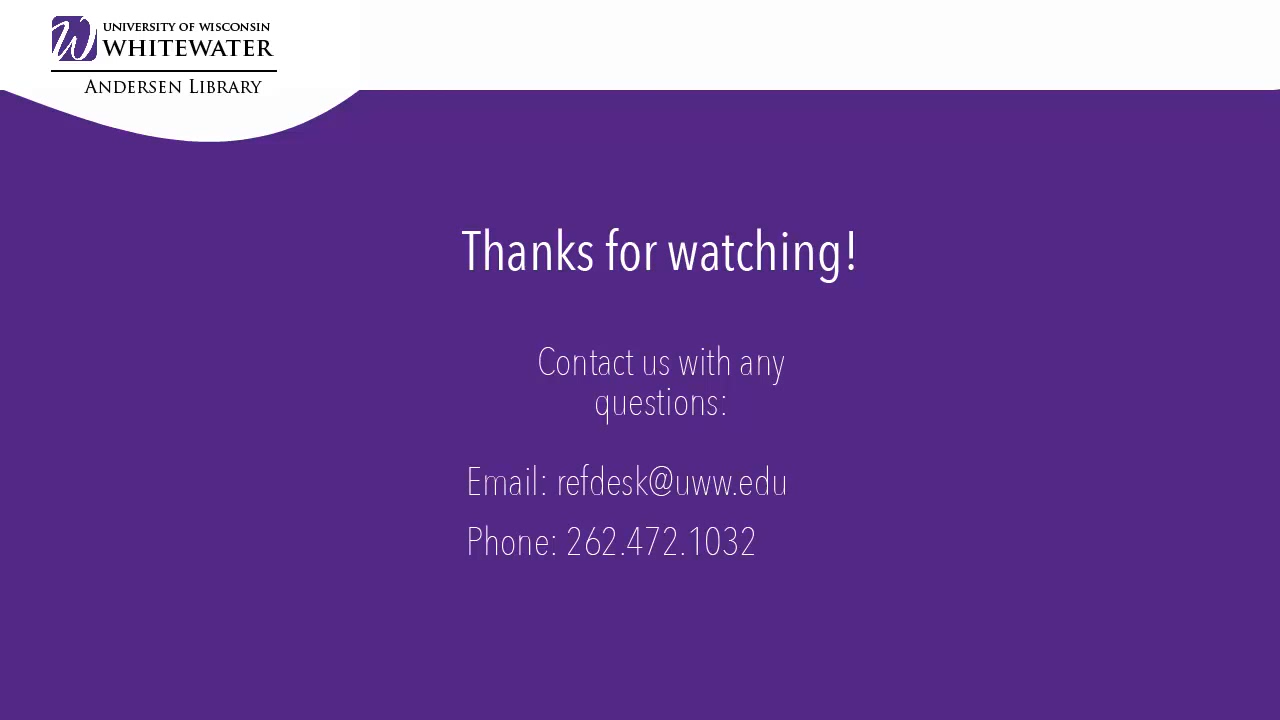 UNIVERSITY OF WISCONSIN
WHITEWATER
ANDERSEN LIBRARY
Thanks for watching!
Contact us with any
questions:
Email: refdesk@uww.edu
Phone: 262.472.1032